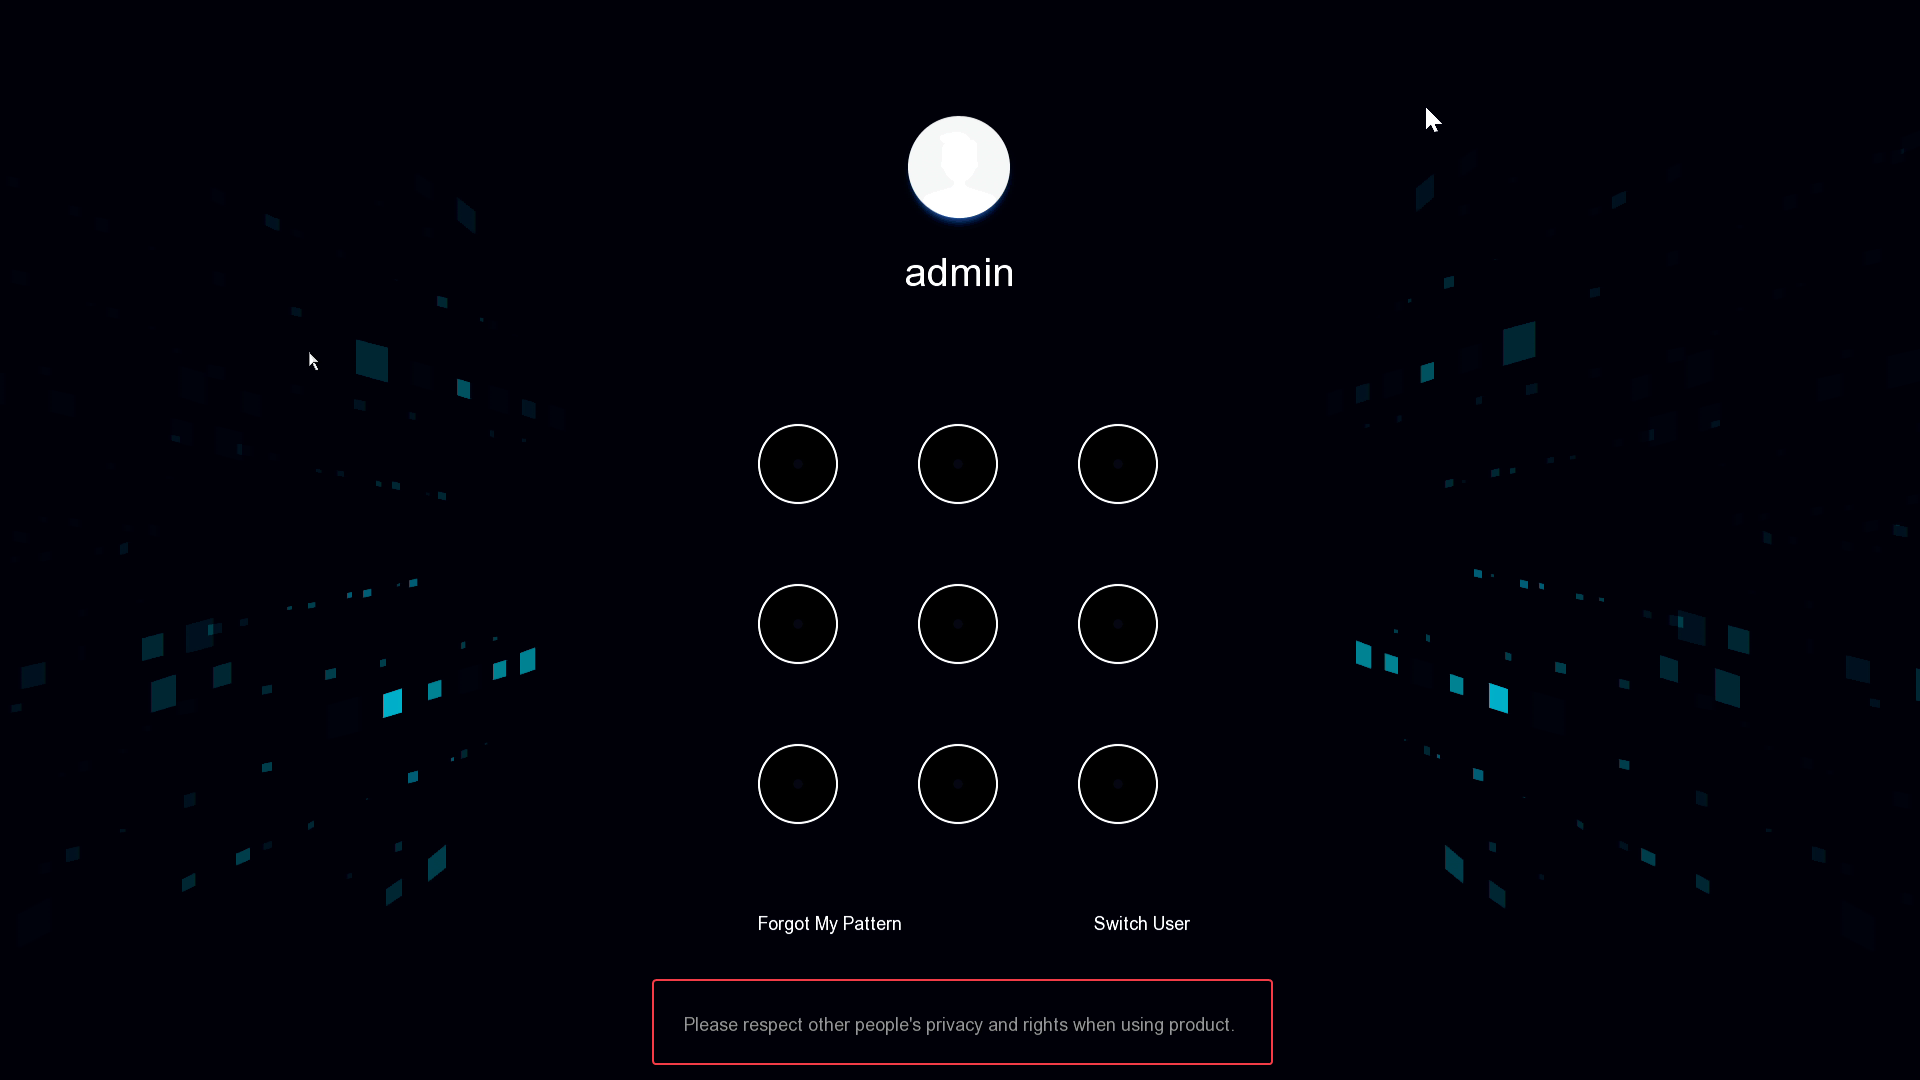 admin
Forgot My Pattern
Switch User
Please respect other people's privacy and rights when using product.